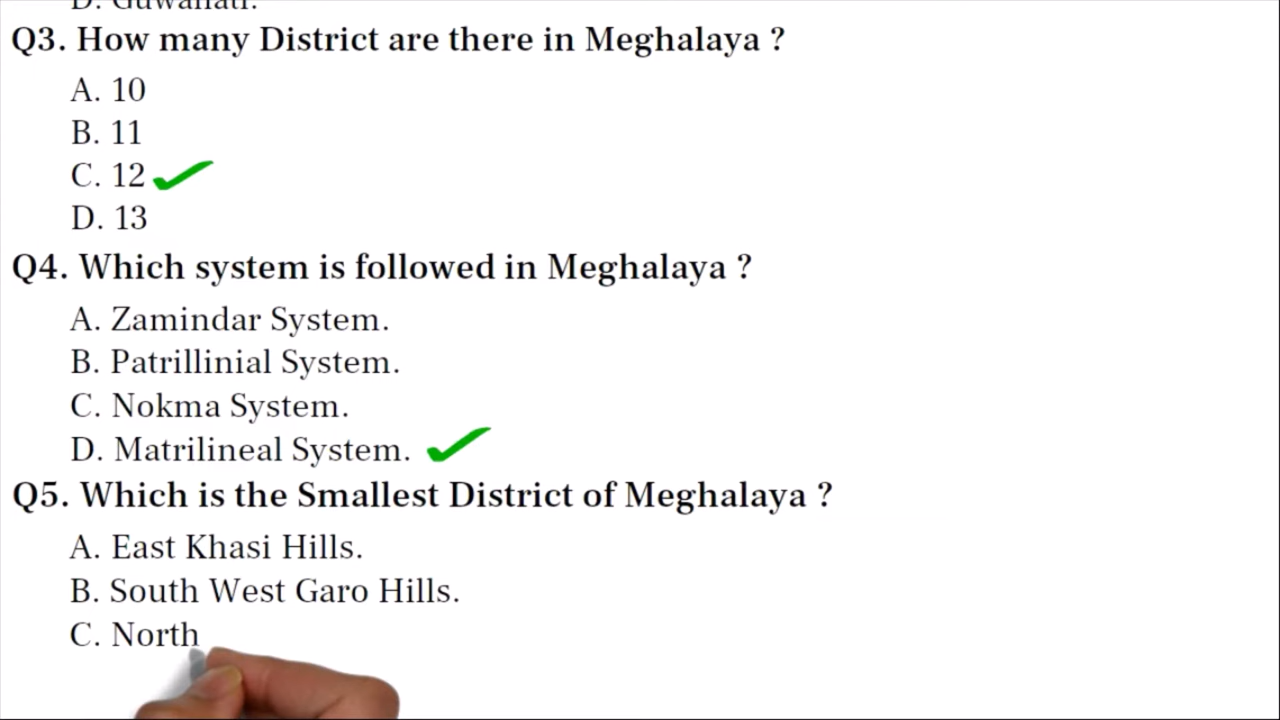 D. Guwahati.
Q3. How many District are there in Meghalaya ?
A. 10
B. 11
C. 12
D. 13
Q4. Which system is followed in Meghalaya ?
A. Zamindar System.
B. Patrillinial System.
C. Nokma System.
D. Matrilineal System.
Q5. Which is the Smallest District of Meghalaya ?
A. East Khasi Hills.
B. South West Garo Hills.
C. North